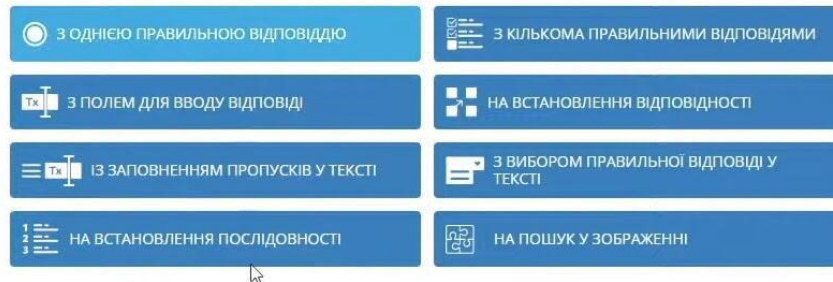 З ОДНІЄЮ ПРАВИЛЬНОЮ ВІДПОВІДДЮ
З КІЛЬКОМА ПРАВИЛЬНИМИ ВІДПОВІДЯМИ
Tx З ПОЛЕМ ДЛЯ ВВОДУ ВІДПОВІДІ
НА ВСТАНОВЛЕННЯ ВІДПОВІДНОСТІ
Tx ІЗ ЗАПОВНЕННЯМ ПРОПУСКІВ У ТЕКСТІ
З ВИБОРОМ ПРАВИЛЬНОЇ ВІДПОВІДІ У
ТЕКСТІ
1
2
3
НА ВСТАНОВЛЕННЯ ПОСЛІДОВНОСТІ
НА ПОШУК У ЗОБРАЖЕННІ